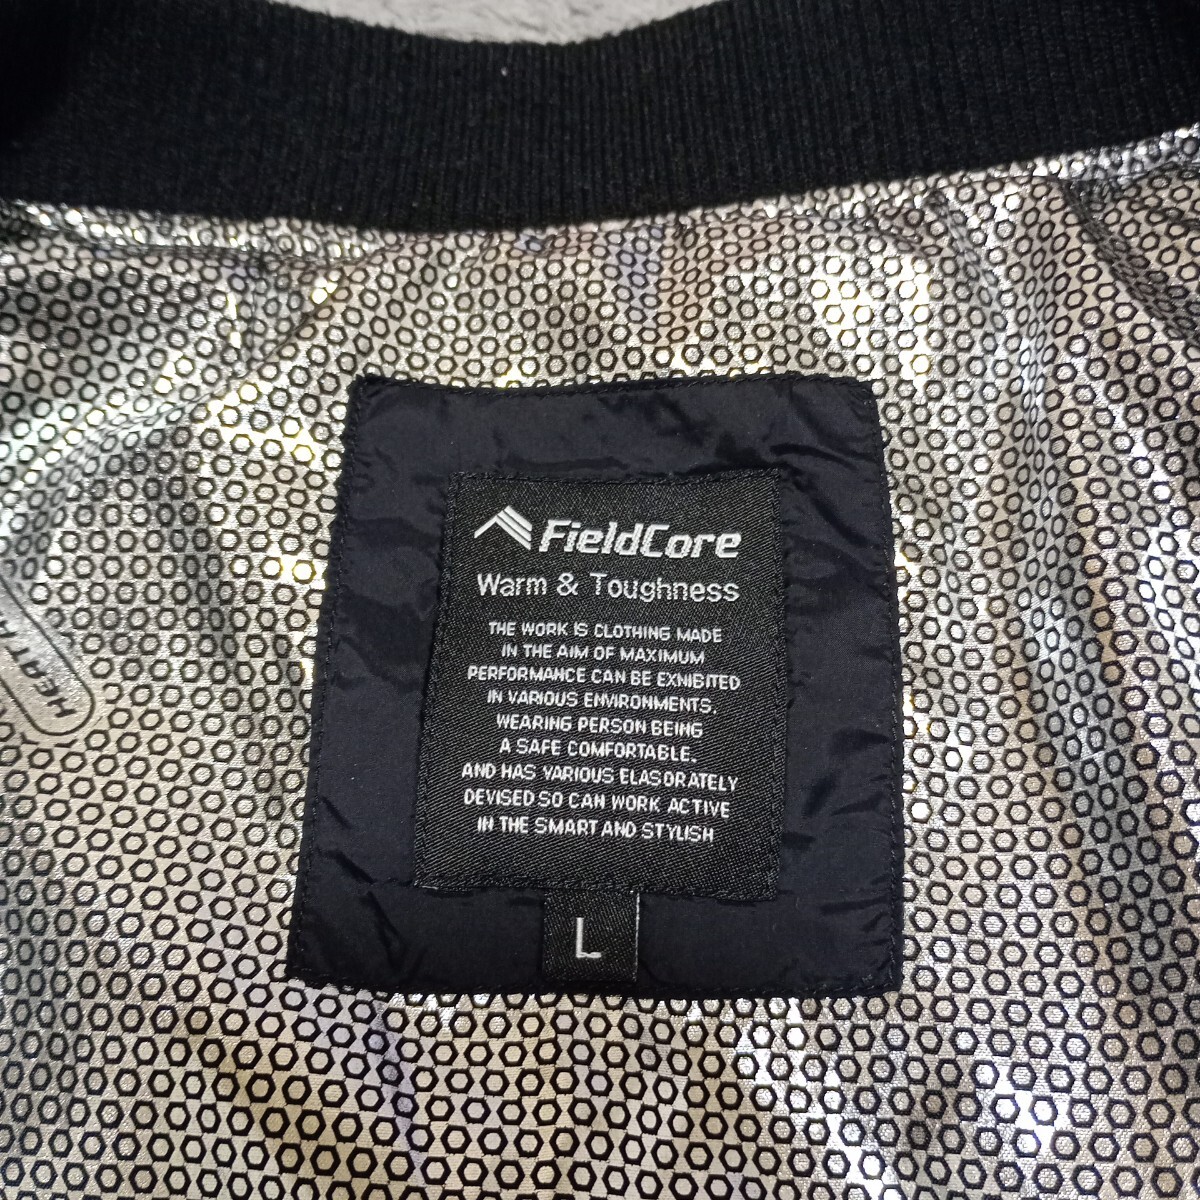 FieldCore
Warm & Toughness
THE WORK IS CLOTHING MADE
IN THE AIM OF MAXIMUM
PERFORMANCE CAN BE EXHIBITED
IN VARIOUS ENVIRONMENTS.
WEARING PERSON BEING
A SAFE COMFORTABLE.
AND HAS VARIOUS ELASORATELY
DEVISED SO CAN WORK ACTIVE
IN THE SMART AND STYLISH
L
HEAT